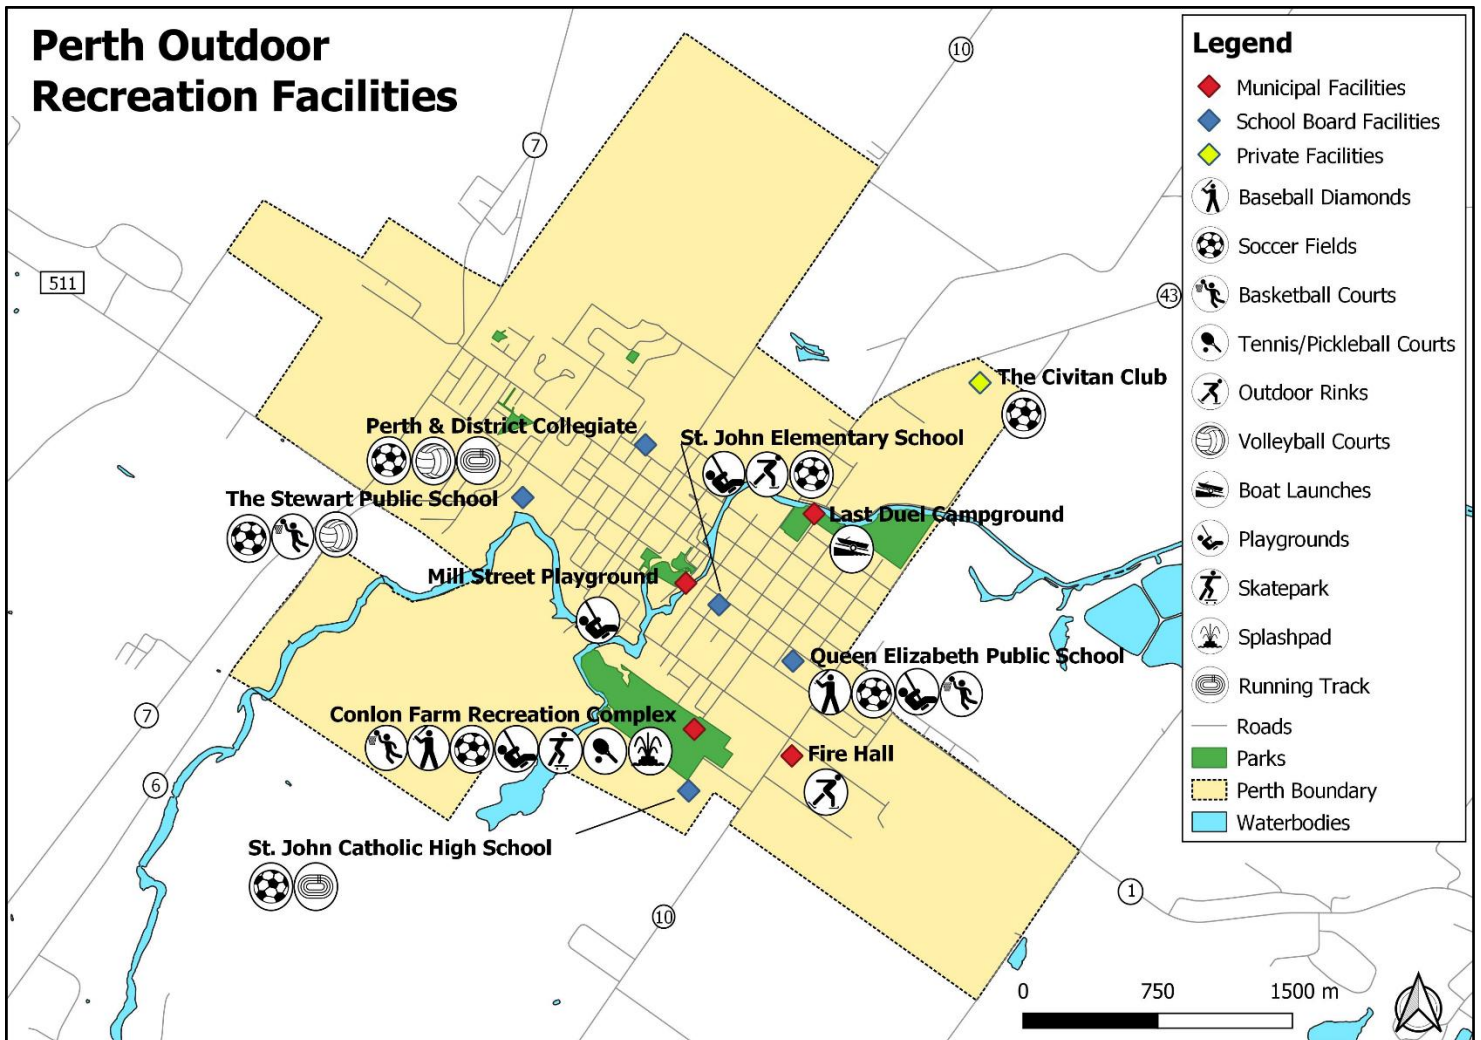 Perth Outdoor
Recreation Facilities
10
7
511
43
The Civitan Club
Perth & District Collegiate
St. John Elementary School
The Stewart Public School
Last Duel Campground
Mill Street Playground
Queen Elizabeth Public School
Conlon Farm Recreation Complex
Fire Hall
7
6
St. John Catholic High School
1
10
0 750 1500 m
Legend
Municipal Facilities
School Board Facilities
Private Facilities
Baseball Diamonds
Soccer Fields
Basketball Courts
Tennis/Pickleball Courts
Outdoor Rinks
Volleyball Courts
Boat Launches
Playgrounds
Skatepark
Splashpad
Running Track
Roads
Parks
Perth Boundary
Waterbodies